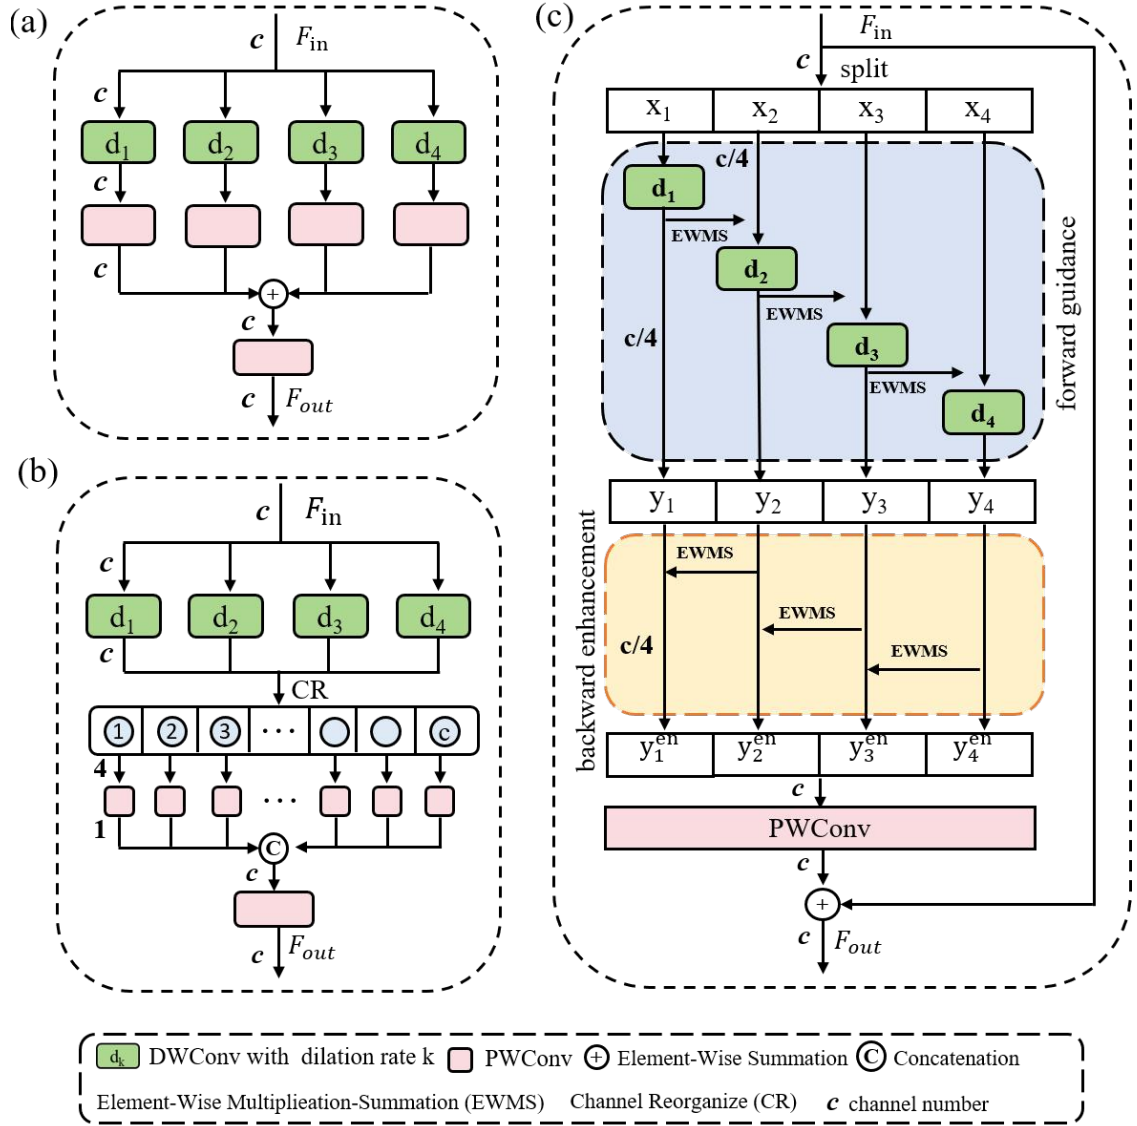 (a)
c F_in
c
d₁ d₂ d₃ d₄
c
c
+
c
c F_out
(b)
c F_in
c
d₁ d₂ d₃ d₄
c
CR
1 2 3 ··· c
4
···
1
C
c
c F_out
(c)
F_in
c split
x₁ x₂ x₃ x₄
c/4
d₁
EWMS
d₂
EWMS
c/4
d₃
EWMS
d₄
forward guidance
y₁ y₂ y₃ y₄
EWMS
EWMS
c/4
EWMS
backward enhancement
y₁^en y₂^en y₃^en y₄^en
c
PWConv
c
+
c F_out
d_k DWConv with dilation rate k PWConv + Element-Wise Summation C Concatenation
Element-Wise Multiplieation-Summation (EWMS) Channel Reorganize (CR) c channel number